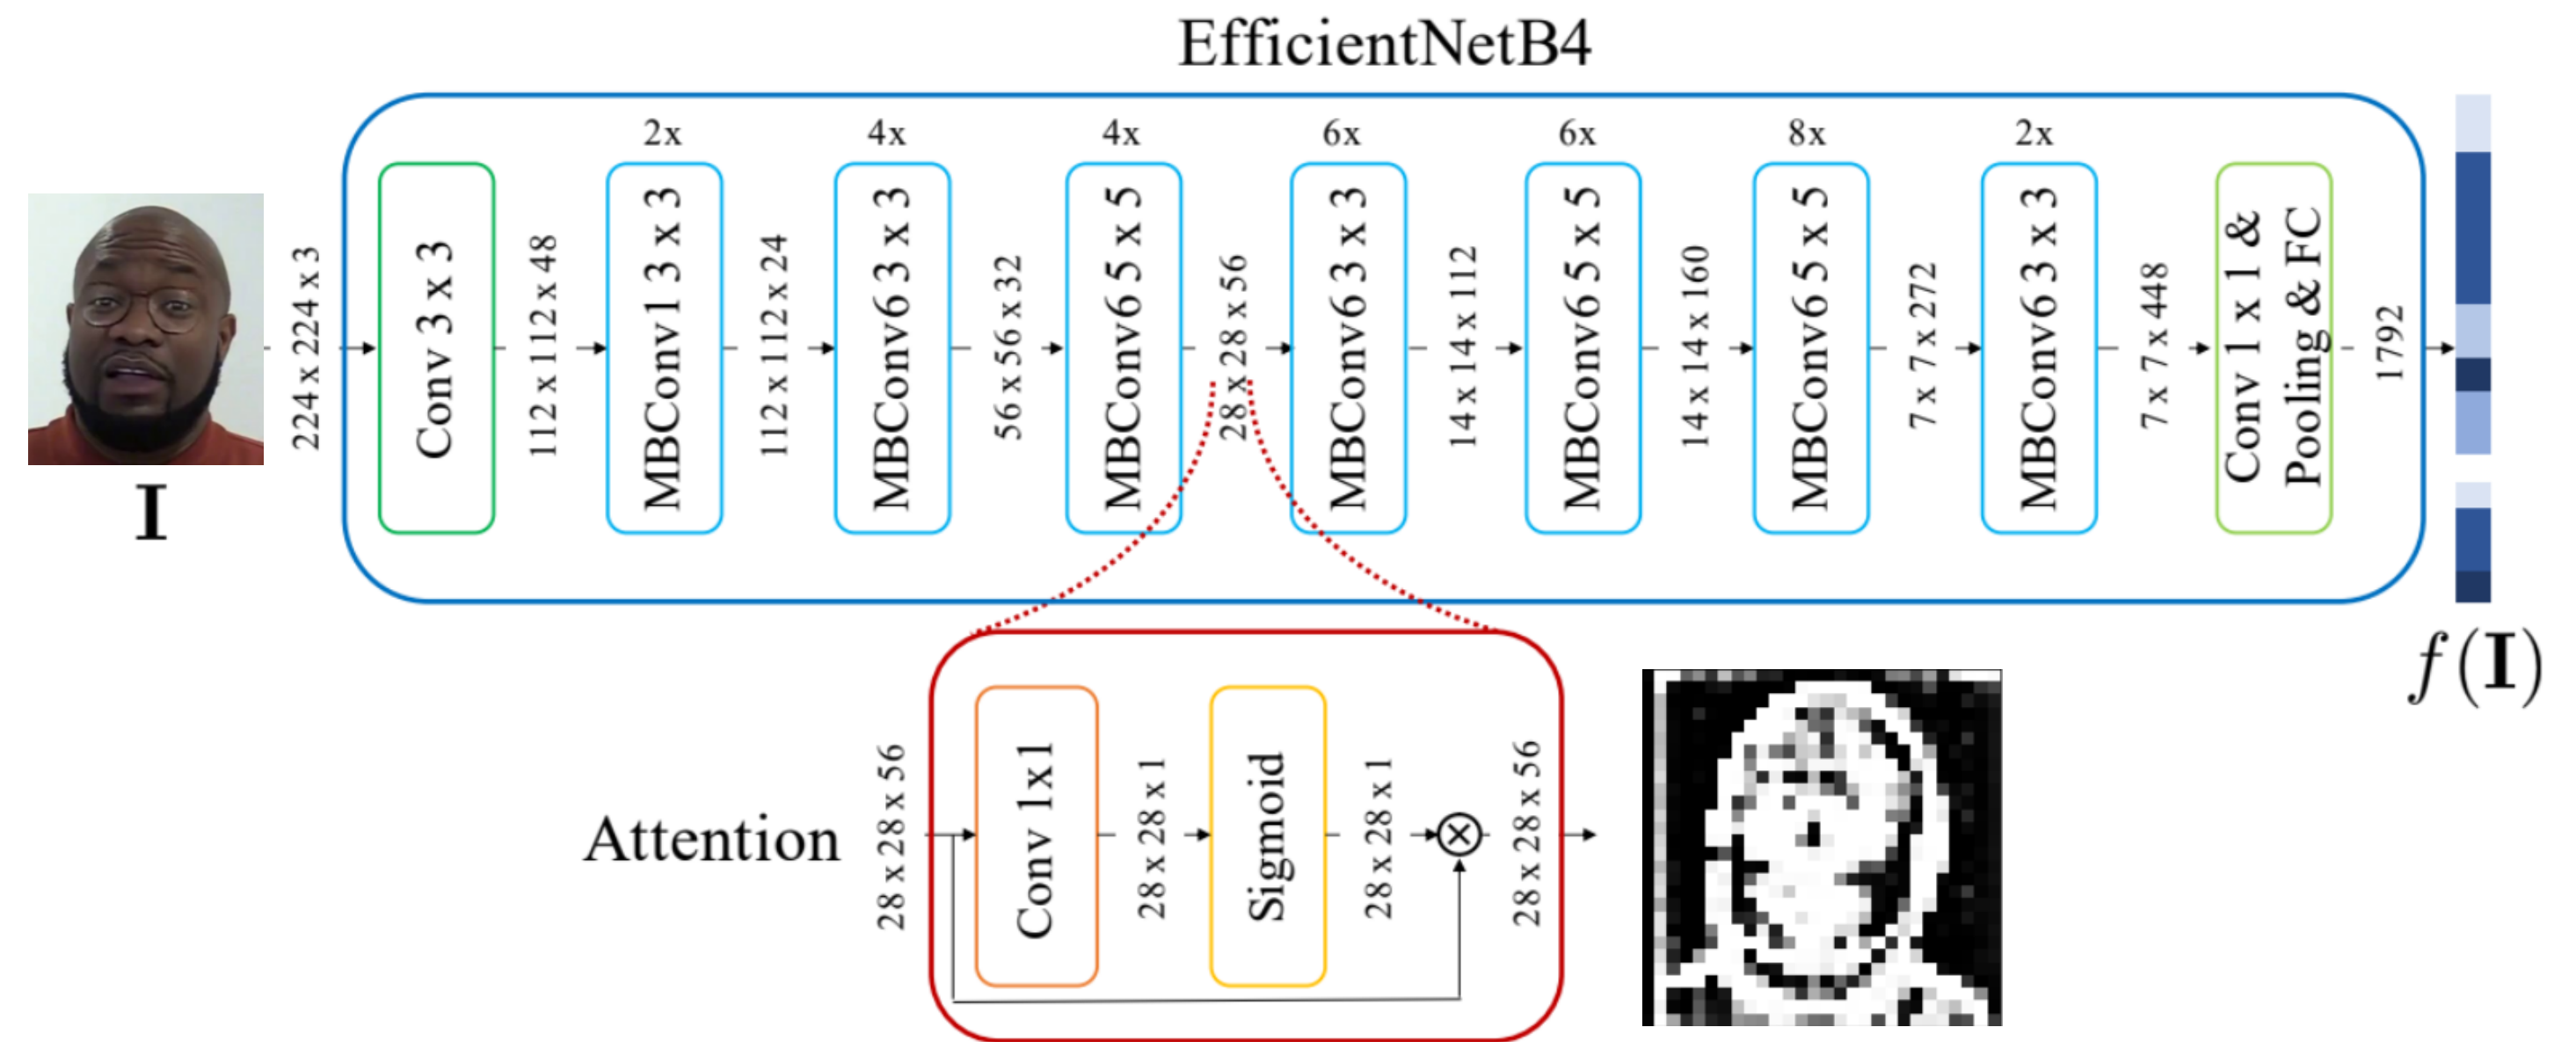 EfficientNetB4
2x
4x
4x
6x
6x
8x
2x
224 x 224 x 3
Conv 3 x 3
112 x 112 x 48
MBConv1 3 x 3
112 x 112 x 24
MBConv6 3 x 3
56 x 56 x 32
MBConv6 5 x 5
28 x 28 x 56
MBConv6 3 x 3
14 x 14 x 112
MBConv6 5 x 5
14 x 14 x 160
MBConv6 5 x 5
7 x 7 x 272
MBConv6 3 x 3
7 x 7 x 448
Conv 1 x 1 &
Pooling & FC
1792
I
f(I)
Attention
28 x 28 x 56
Conv 1x1
28 x 28 x 1
Sigmoid
28 x 28 x 1
28 x 28 x 56